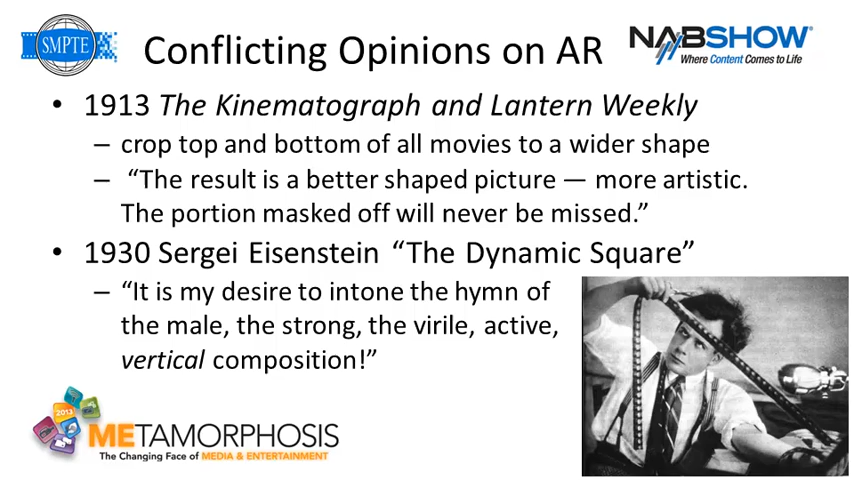 SMPTE
Conflicting Opinions on AR
NABSHOW®
Where Content Comes to Life
• 1913 The Kinematograph and Lantern Weekly
– crop top and bottom of all movies to a wider shape
– “The result is a better shaped picture — more artistic.
The portion masked off will never be missed.”
• 1930 Sergei Eisenstein “The Dynamic Square”
– “It is my desire to intone the hymn of
the male, the strong, the virile, active,
vertical composition!”
2013
METAMORPHOSIS
The Changing Face of MEDIA & ENTERTAINMENT